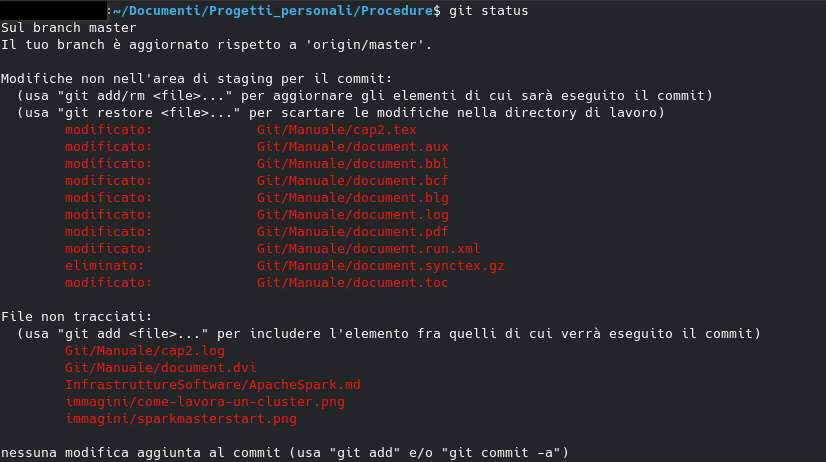 :~/Documenti/Progetti_personali/Procedure$ git status
Sul branch master
Il tuo branch è aggiornato rispetto a 'origin/master'.
Modifiche non nell'area di staging per il commit:
(usa "git add/rm <file>..." per aggiornare gli elementi di cui sarà eseguito il commit)
(usa "git restore <file>..." per scartare le modifiche nella directory di lavoro)
modificato: Git/Manuale/cap2.tex
modificato: Git/Manuale/document.aux
modificato: Git/Manuale/document.bbl
modificato: Git/Manuale/document.bcf
modificato: Git/Manuale/document.blg
modificato: Git/Manuale/document.log
modificato: Git/Manuale/document.pdf
modificato: Git/Manuale/document.run.xml
eliminato: Git/Manuale/document.synctex.gz
modificato: Git/Manuale/document.toc
File non tracciati:
(usa "git add <file>..." per includere l'elemento fra quelli di cui verrà eseguito il commit)
Git/Manuale/cap2.log
Git/Manuale/document.dvi
InfrastruttureSoftware/ApacheSpark.md
immagini/come-lavora-un-cluster.png
immagini/sparkmasterstart.png
nessuna modifica aggiunta al commit (usa "git add" e/o "git commit -a")